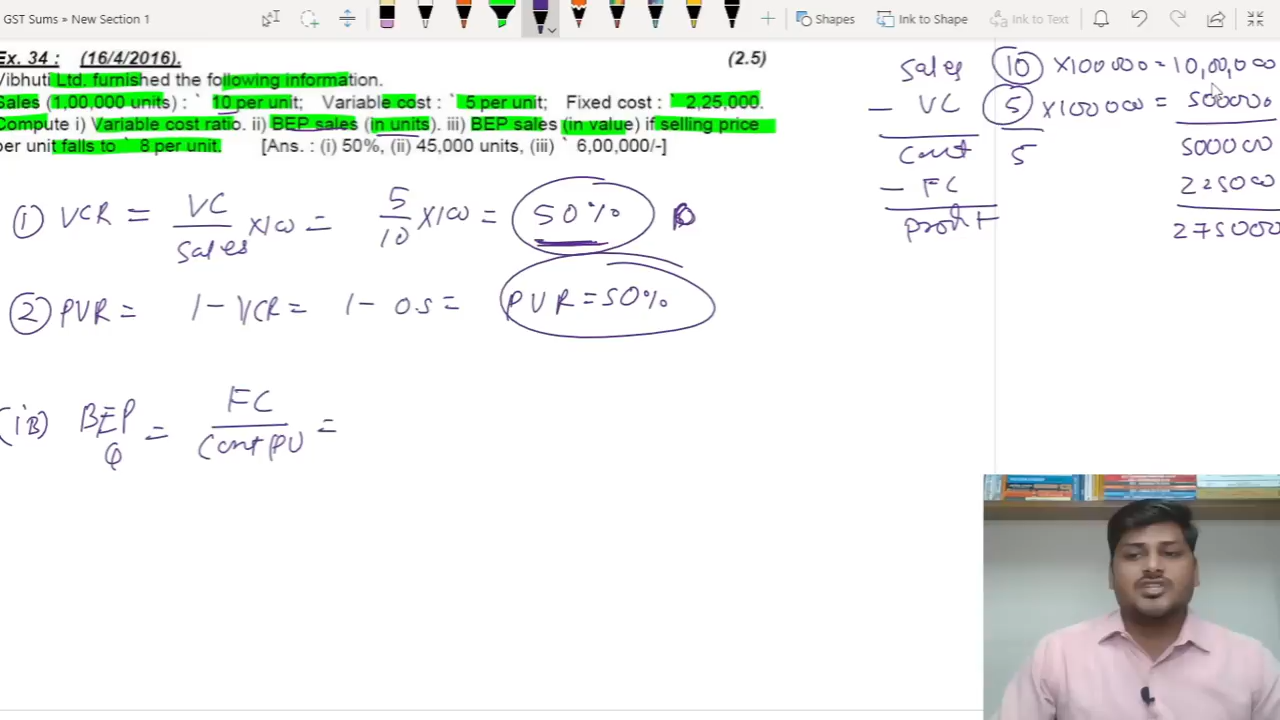 GST Sums » New Section 1
Shapes
Ink to Shape
Ink to Text
Ex. 34 : (16/4/2016). (2.5)
Vibhuti Ltd. furnished the following information.
Sales (1,00,000 units) : ` 10 per unit; Variable cost : ` 5 per unit; Fixed cost : ` 2,25,000.
Compute i) Variable cost ratio. ii) BEP sales (in units). iii) BEP sales (in value) if selling price
per unit falls to ` 8 per unit. [Ans. : (i) 50%, (ii) 45,000 units, (iii) ` 6,00,000/-]
Sales 10 x100000 = 10,00,000
- VC 5 x100000 = 500000
Cont 5 500000
- FC 225000
profit 275000
① VCR = VC/Sales x100 = 5/10 x100 = 50%
② PVR = 1 - VCR = 1 - 0.5 = PVR = 50%
BEP Q = FC/Cont PU =